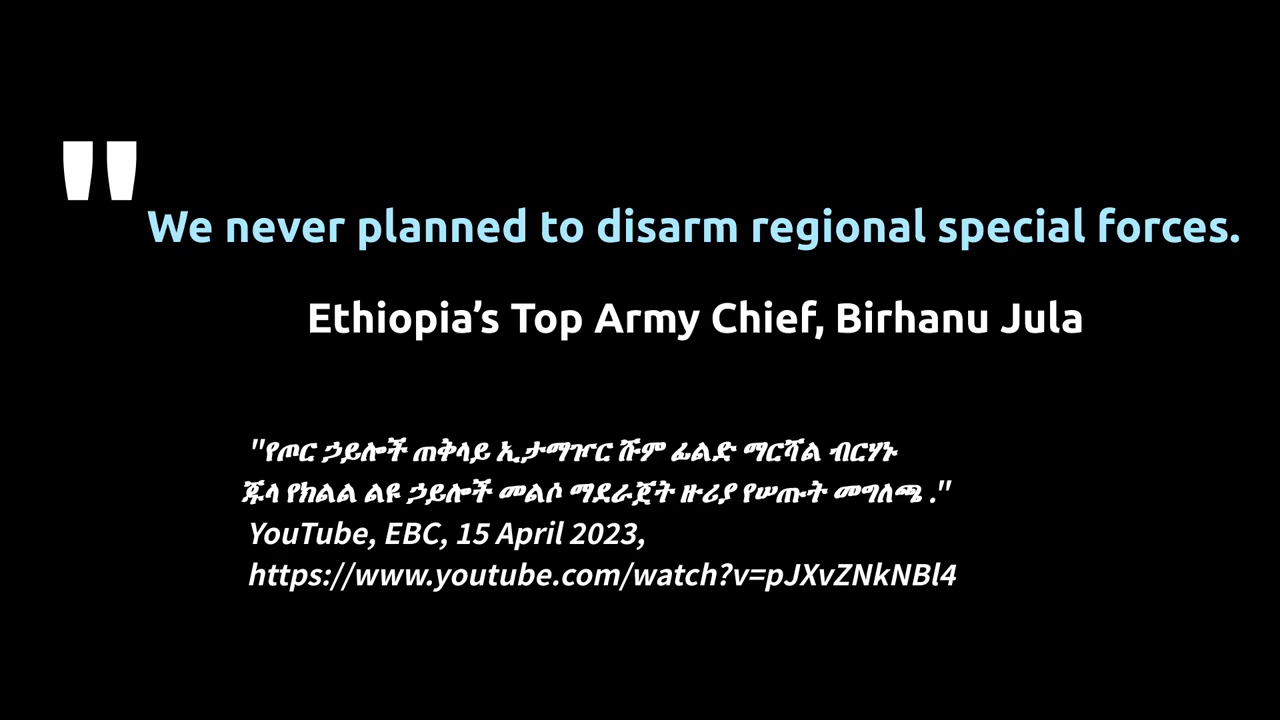 "
We never planned to disarm regional special forces.
Ethiopia’s Top Army Chief, Birhanu Jula
"የጦር ኃይሎች ጠቅላይ ኢታማዦር ሹም ፊልድ ማርሻል ብርሃኑ
ጁላ የክልል ልዩ ኃይሎች መልሶ ማደራጀት ዙሪያ የሠጡት መግለጫ ."
YouTube, EBC, 15 April 2023,
https://www.youtube.com/watch?v=pJXvZNkNBl4